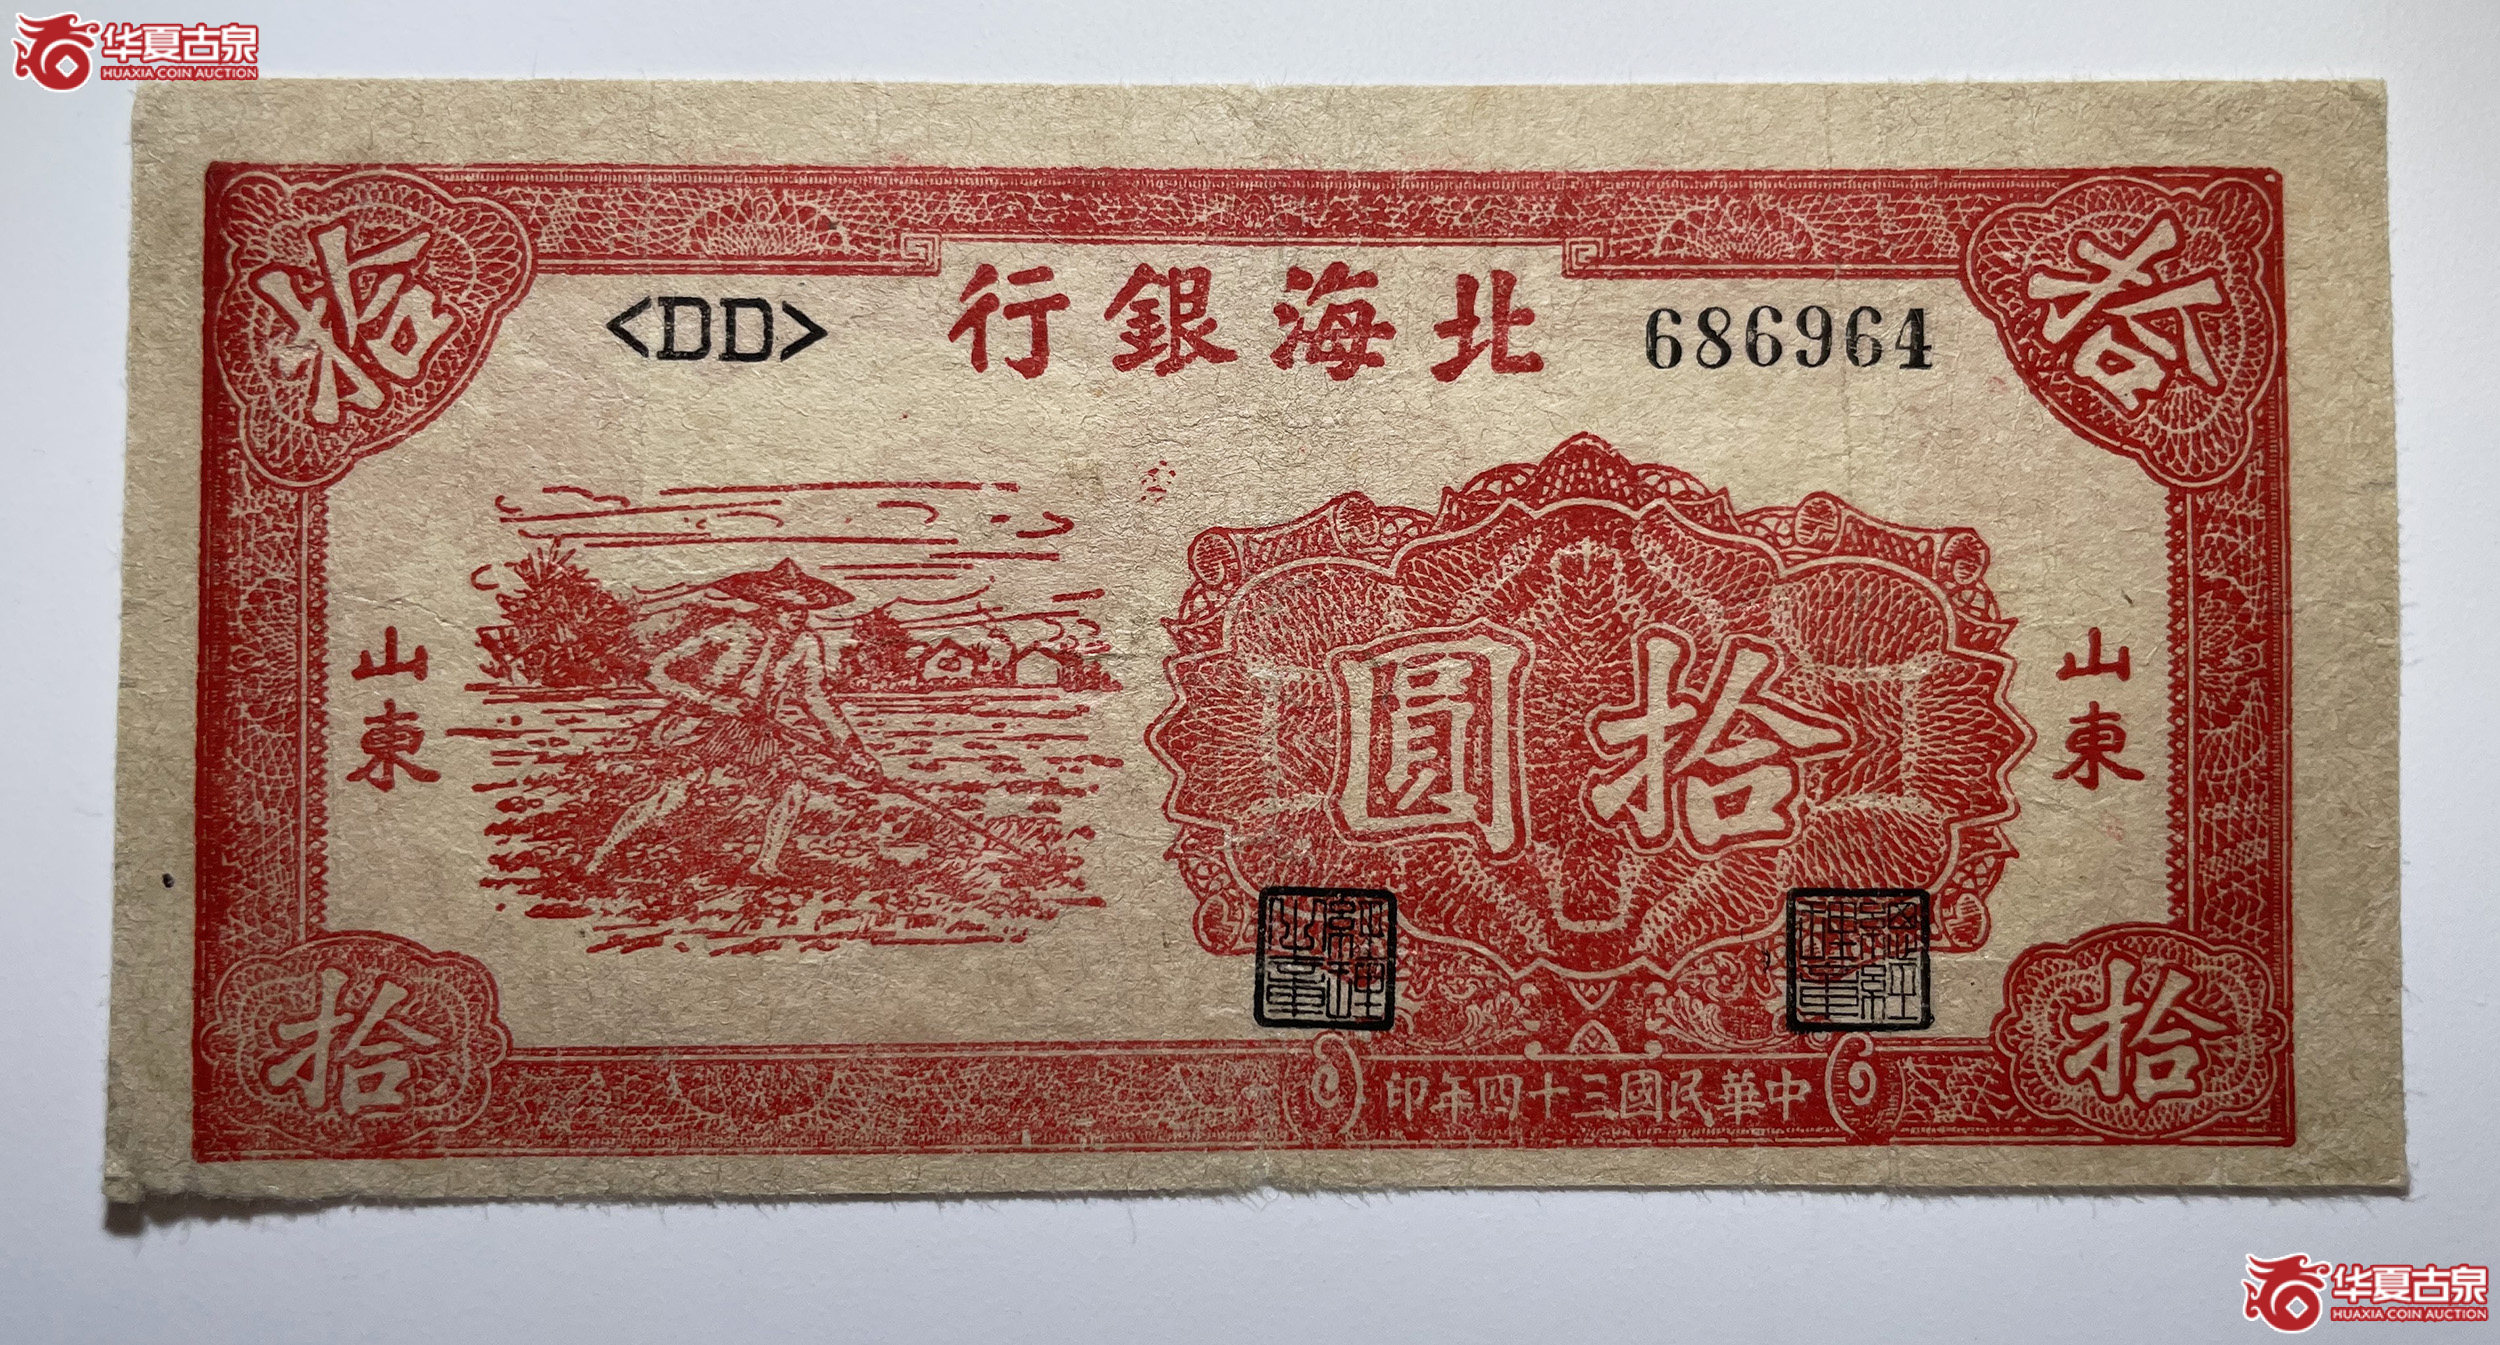 华夏古泉
HUAXIA COIN AUCTION
拾
拾
<DD>
北海銀行
686964
山東
山東
拾圓
拾
拾
中華民國三十四年印
华夏古泉
HUAXIA COIN AUCTION